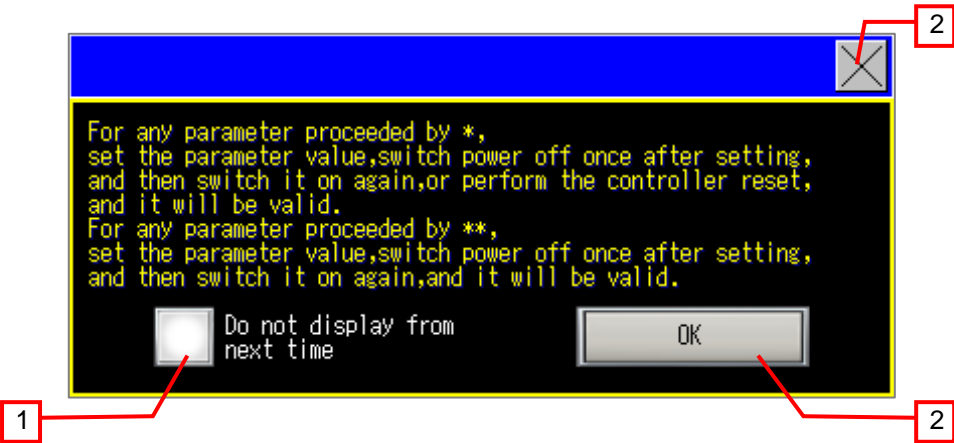 2
For any parameter proceeded by *,
set the parameter value,switch power off once after setting,
and then switch it on again,or perform the controller reset,
and it will be valid.
For any parameter proceeded by **,
set the parameter value,switch power off once after setting,
and then switch it on again,and it will be valid.
Do not display from
next time
OK
1
2